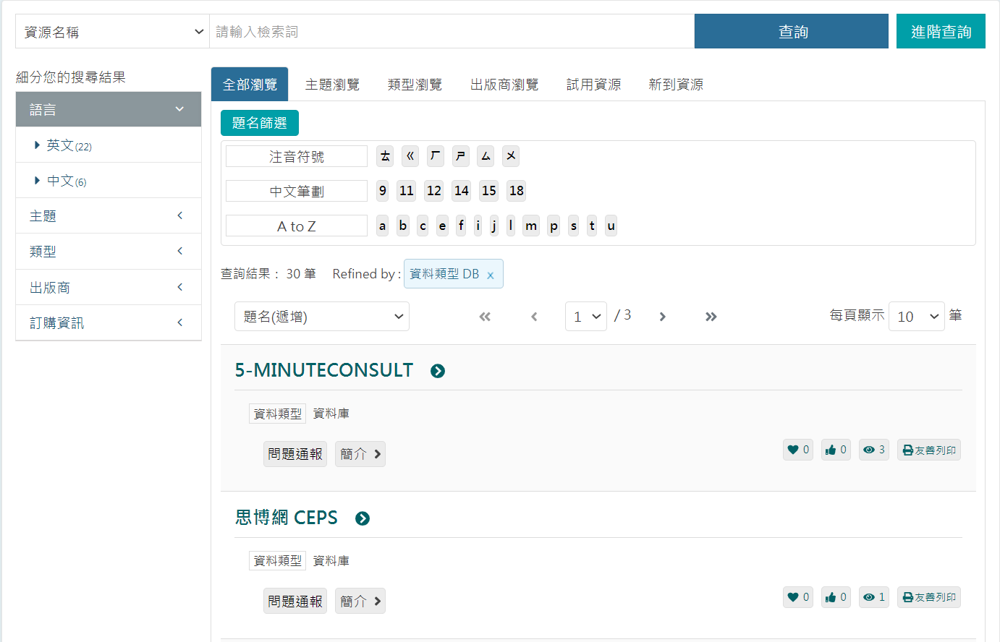 資源名稱 請輸入檢索詞 查詢 進階查詢
細分您的搜尋結果
語言
英文(22)
中文(6)
主題
類型
出版商
訂購資訊
全部瀏覽 主題瀏覽 類型瀏覽 出版商瀏覽 試用資源 新到資源
題名篩選
注音符號 ㄊ ㄍ ㄏ ㄕ ㄙ ㄨ
中文筆劃 9 11 12 14 15 18
A to Z a b c e f i j l m p s t u
查詢結果： 30 筆 Refined by : 資料類型 DB x
題名(遞增) « ‹ 1 / 3 › » 每頁顯示 10 筆
5-MINUTECONSULT
資料類型 資料庫
問題通報 簡介 0 0 3 友善列印
思博網 CEPS
資料類型 資料庫
問題通報 簡介 0 0 1 友善列印